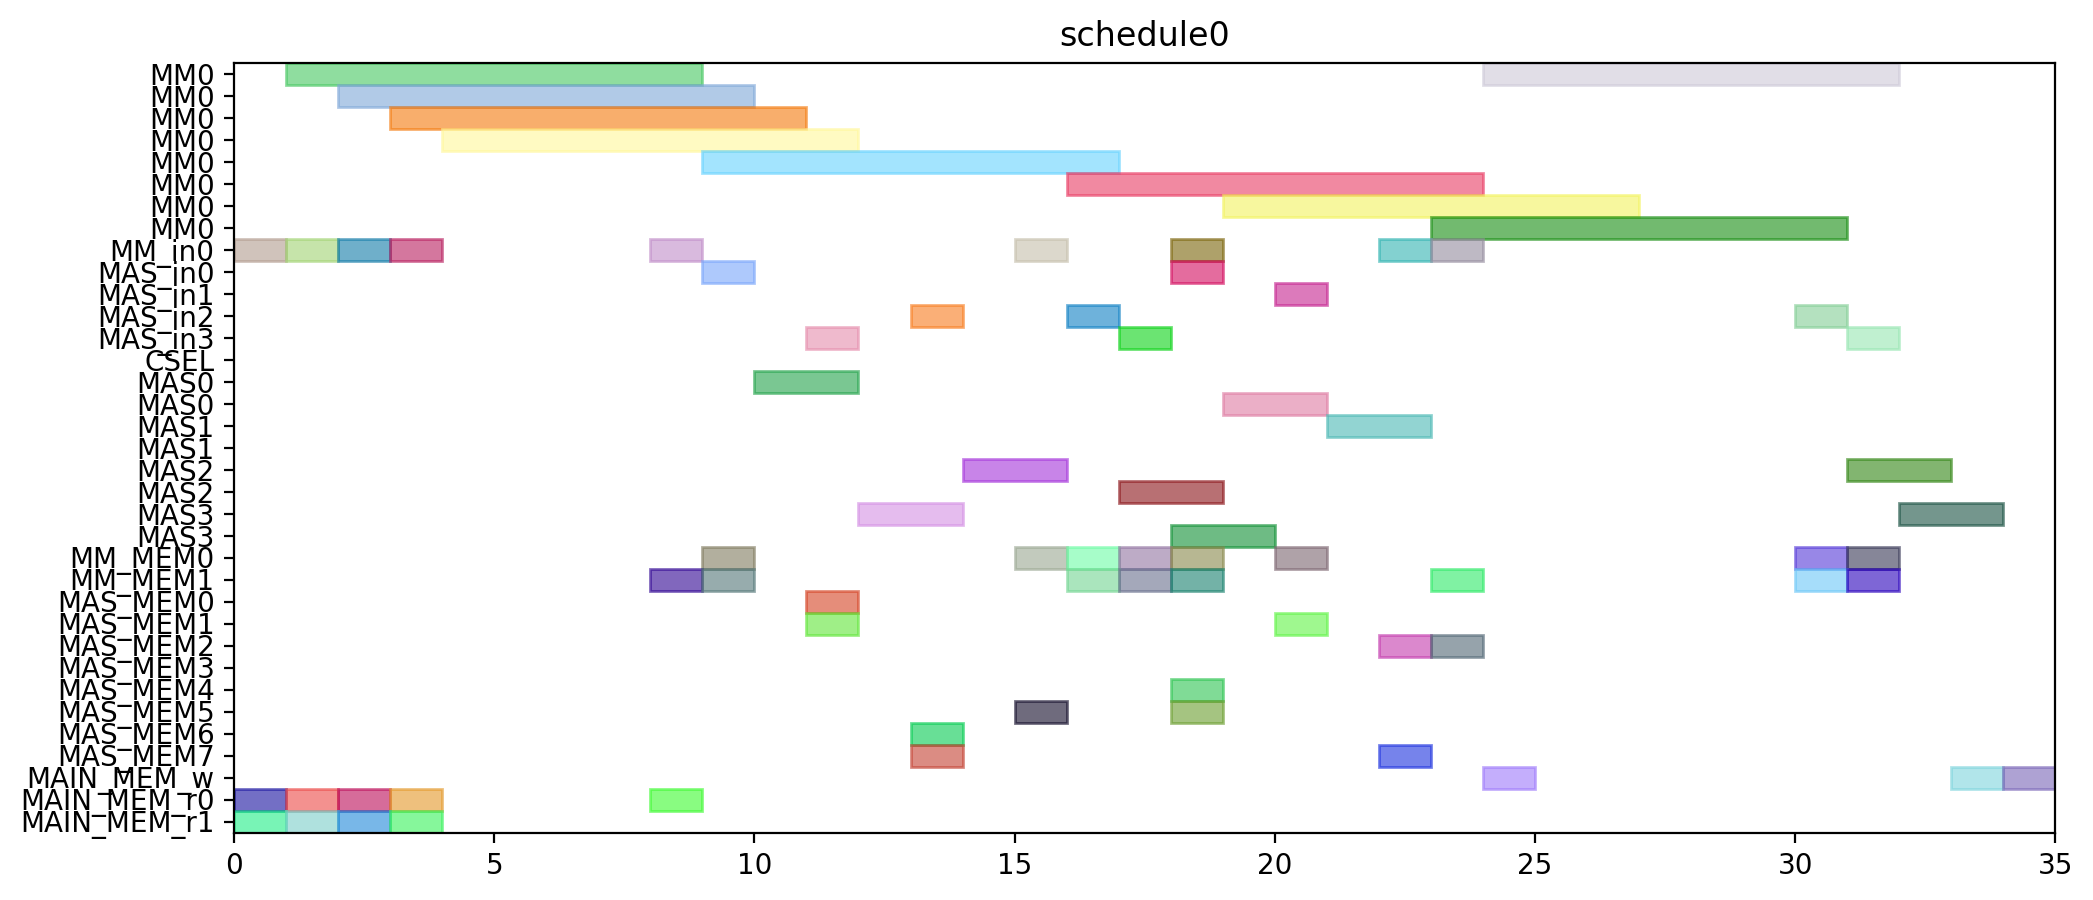 schedule0
MM0
MM0
MM0
MM0
MM0
MM0
MM0
MM0
MM_in0
MAS_in0
MAS_in1
MAS_in2
MAS_in3
CSEL
MAS0
MAS0
MAS1
MAS1
MAS2
MAS2
MAS3
MAS3
MM_MEM0
MM_MEM1
MAS_MEM0
MAS_MEM1
MAS_MEM2
MAS_MEM3
MAS_MEM4
MAS_MEM5
MAS_MEM6
MAS_MEM7
MAIN_MEM_w
MAIN_MEM_r0
MAIN_MEM_r1
0 5 10 15 20 25 30 35